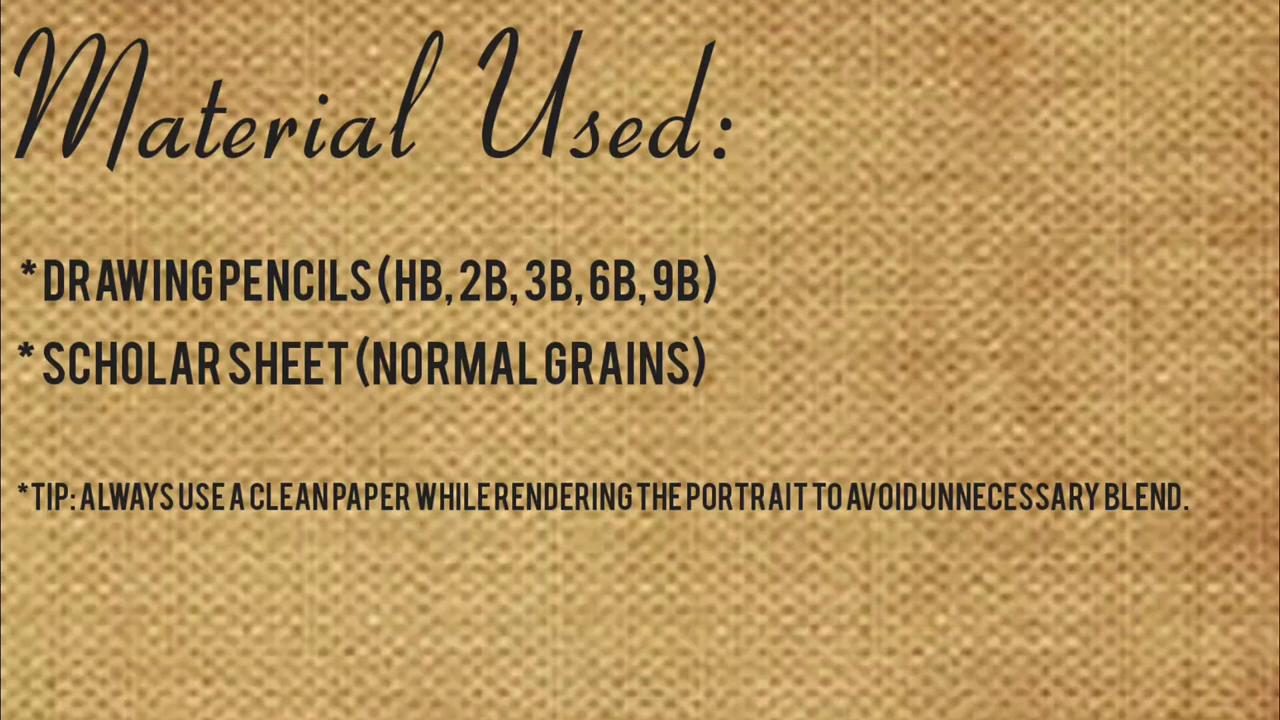 Material Used:
* DRAWING PENCILS (HB, 2B, 3B, 6B, 9B)
* SCHOLAR SHEET (NORMAL GRAINS)
*TIP: ALWAYS USE A CLEAN PAPER WHILE RENDERING THE PORTRAIT TO AVOID UNNECESSARY BLEND.